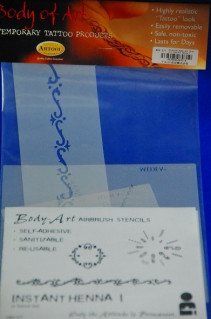 Body of Art
TEMPORARY TATTOO PRODUCTS
ARTOOL
• Highly realistic
"Tattoo" look.
• Easily removable
• Safe, non-toxic
• Lasts for Days
Body Art AIRBRUSH STENCILS
- SELF-ADHESIVE
- SANITIZABLE
- RE-USABLE
INSTANT HENNA I